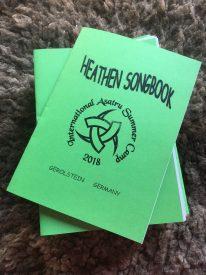 HEATHEN SONGBOOK
International Asatru Summer Camp
2018
GEROLSTEIN GERMANY